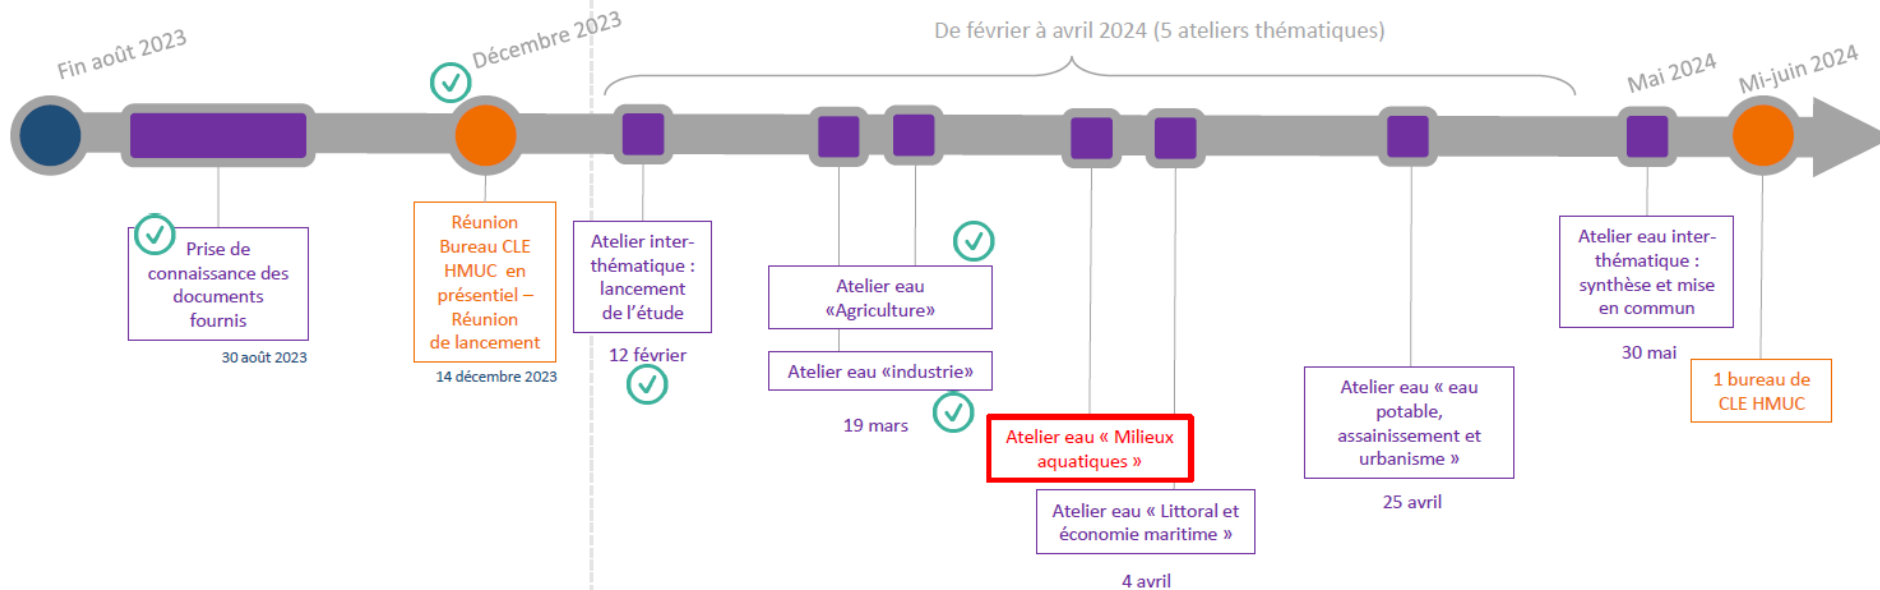 Fin août 2023
Décembre 2023
De février à avril 2024 (5 ateliers thématiques)
Mai 2024
Mi-juin 2024
Prise de
connaissance des
documents
fournis
30 août 2023
Réunion
Bureau CLE
HMUC en
présentiel –
Réunion
de lancement
14 décembre 2023
Atelier inter-
thématique :
lancement
de l’étude
12 février
Atelier eau
«Agriculture»
Atelier eau «industrie»
19 mars
Atelier eau « Milieux
aquatiques »
Atelier eau « Littoral et
économie maritime »
4 avril
Atelier eau « eau
potable,
assainissement et
urbanisme »
25 avril
Atelier eau inter-
thématique :
synthèse et mise
en commun
30 mai
1 bureau de
CLE HMUC